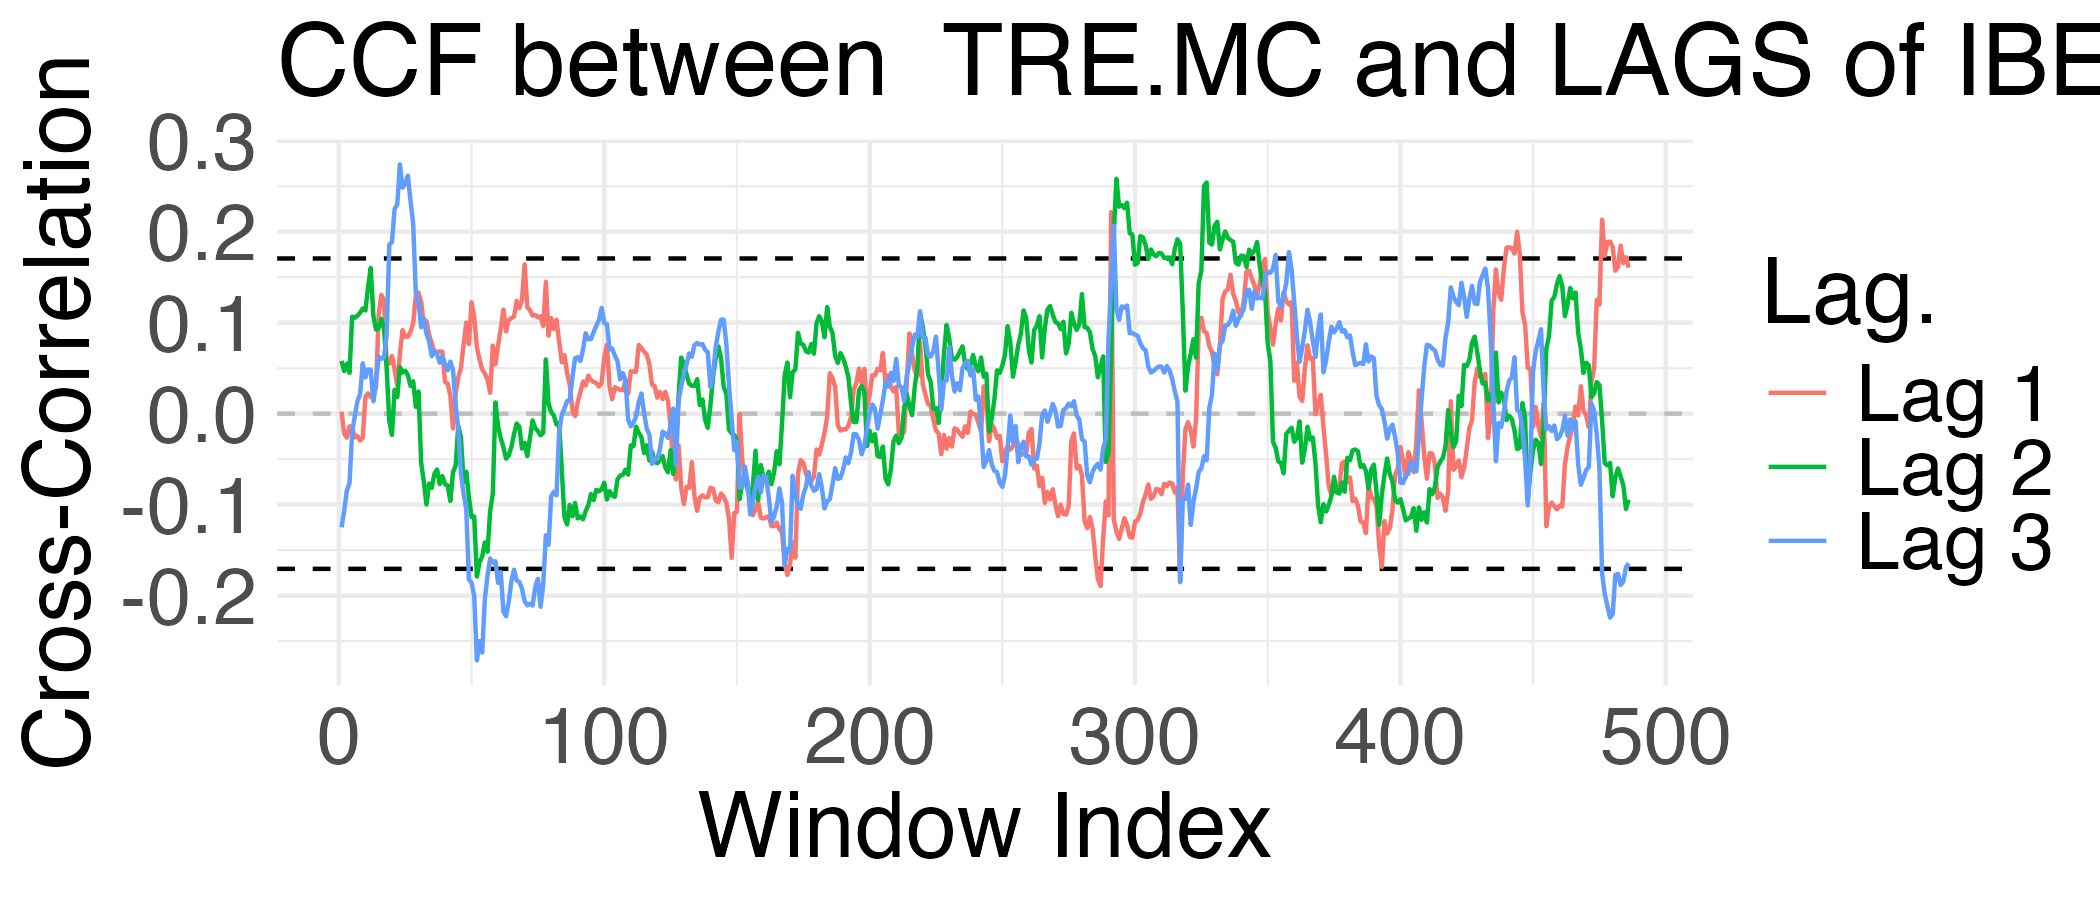 CCF between  TRE.MC and LAGS of IBE
Cross-Correlation
0.3
0.2
0.1
0.0
-0.1
-0.2
0
100
200
300
400
500
Window Index
Lag.
Lag 1
Lag 2
Lag 3